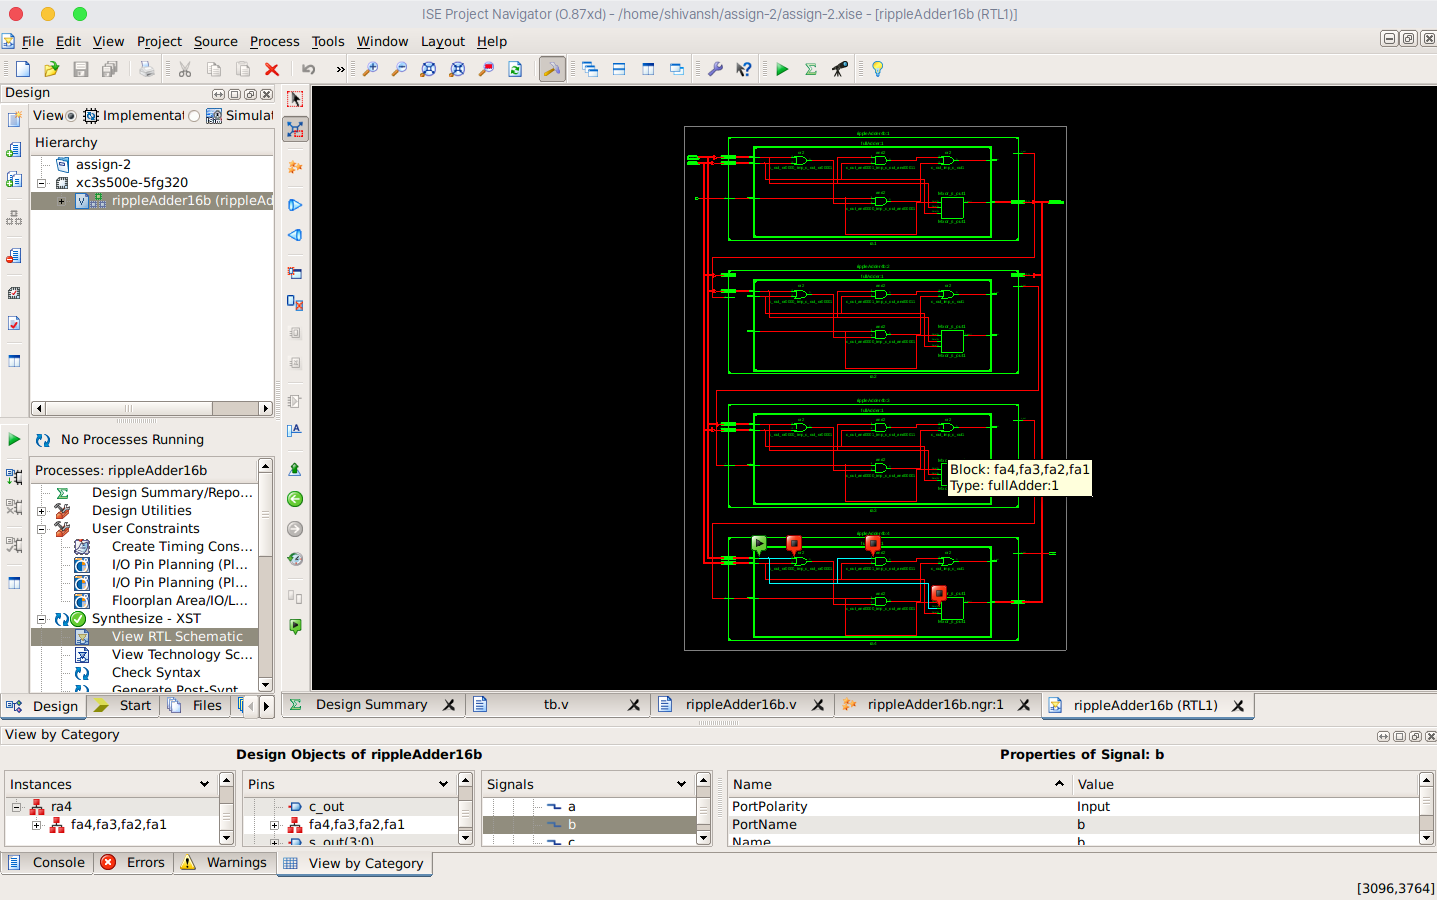 ISE Project Navigator (O.87xd) - /home/shivansh/assign-2/assign-2.xise - [rippleAdder16b (RTL1)]
File Edit View Project Source Process Tools Window Layout Help
Design
View Implementat Simulat
Hierarchy
assign-2
xc3s500e-5fg320
rippleAdder16b (rippleAd
No Processes Running
Processes: rippleAdder16b
Design Summary/Repo...
Design Utilities
User Constraints
Create Timing Cons...
I/O Pin Planning (Pl...
I/O Pin Planning (Pl...
Floorplan Area/IO/L...
Synthesize - XST
View RTL Schematic
View Technology Sc...
Check Syntax
Generate Post-Synt
Block: fa4,fa3,fa2,fa1
Type: fullAdder:1
Design Start Files
Design Summary tb.v rippleAdder16b.v rippleAdder16b.ngr:1 rippleAdder16b (RTL1)
View by Category
Design Objects of rippleAdder16b
Properties of Signal: b
Instances
ra4
fa4,fa3,fa2,fa1
Pins
c_out
fa4,fa3,fa2,fa1
s_out(3:0)
Signals
a
b
c
Name Value
PortPolarity Input
PortName b
Name b
Console Errors Warnings View by Category
[3096,3764]